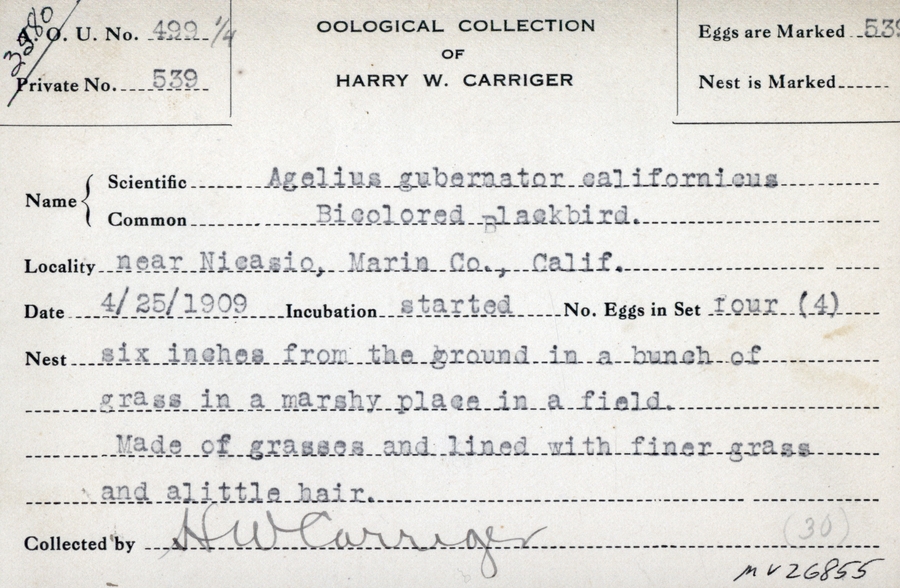 3580
A. O. U. No. 499 1/4
Private No. 539
OOLOGICAL COLLECTION
OF
HARRY W. CARRIGER
Eggs are Marked 539
Nest is Marked
Name { Scientific Agelius gubernator californicus
Common Bicolored Blackbird.
Locality near Nicasio, Marin Co., Calif.
Date 4/25/1909 Incubation started No. Eggs in Set four (4)
Nest six inches from the ground in a bunch of
grass in a marshy place in a field.
Made of grasses and lined with finer grass
and alittle hair.
Collected by H W Carriger
(30)
MVZ6855